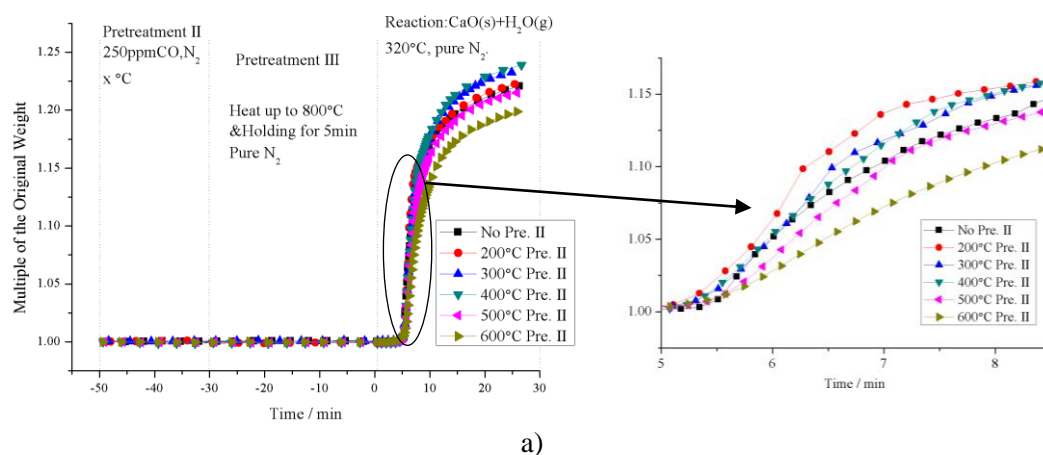 Pretreatment II
250ppmCO,N₂
x °C
Pretreatment III
Heat up to 800°C
&Holding for 5min
Pure N₂
Reaction:CaO(s)+H₂O(g)
320°C, pure N₂.
Multiple of the Original Weight
1.25
1.20
1.15
1.10
1.05
1.00
No Pre. II
200°C Pre. II
300°C Pre. II
400°C Pre. II
500°C Pre. II
600°C Pre. II
-50 -40 -30 -20 -10 0 10 20 30
Time / min
1.15
1.10
1.05
1.00
No Pre. II
200°C Pre. II
300°C Pre. II
400°C Pre. II
500°C Pre. II
600°C Pre. II
5 6 7 8
Time / min
a)